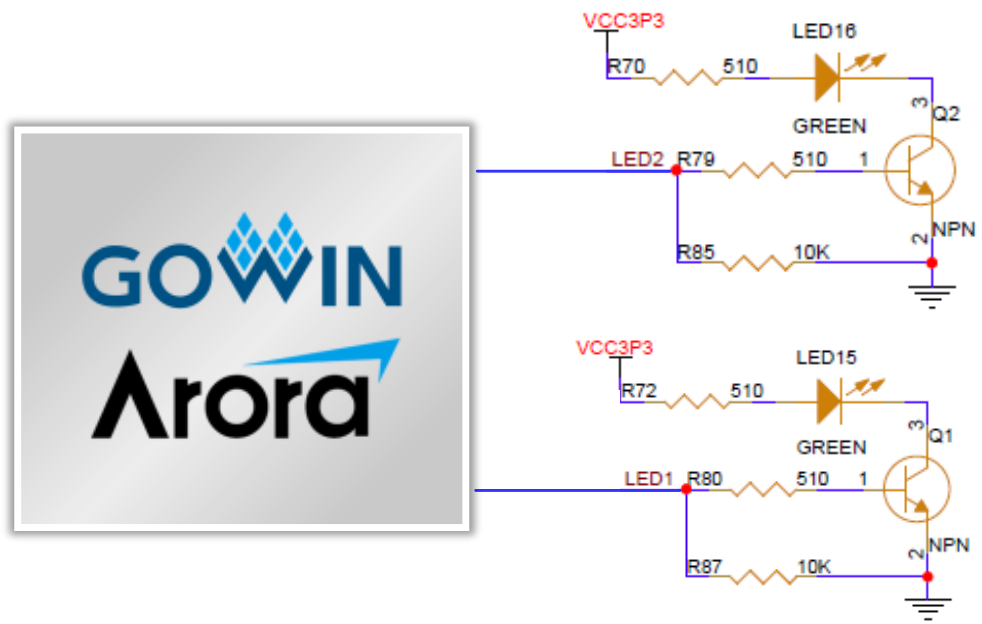 VCC3P3
LED16
R70 510
3
Q2
GREEN
LED2 R79 510 1
NPN
2
R85 10K
GOWIN
Arora
VCC3P3
LED15
R72 510
3
Q1
GREEN
LED1 R80 510 1
NPN
2
R87 10K